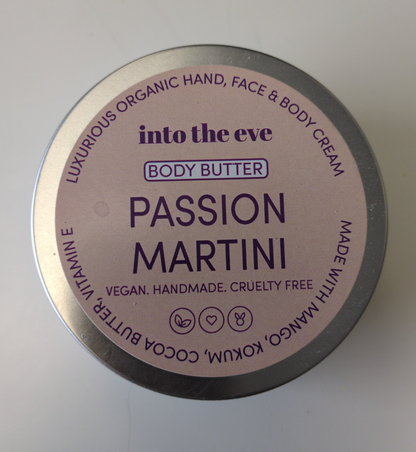 LUXURIOUS ORGANIC HAND, FACE & BODY CREAM
into the eve
BODY BUTTER
PASSION
MARTINI
VEGAN. HANDMADE. CRUELTY FREE
MADE WITH MANGO, KOKUM, COCOA BUTTER, VITAMIN E